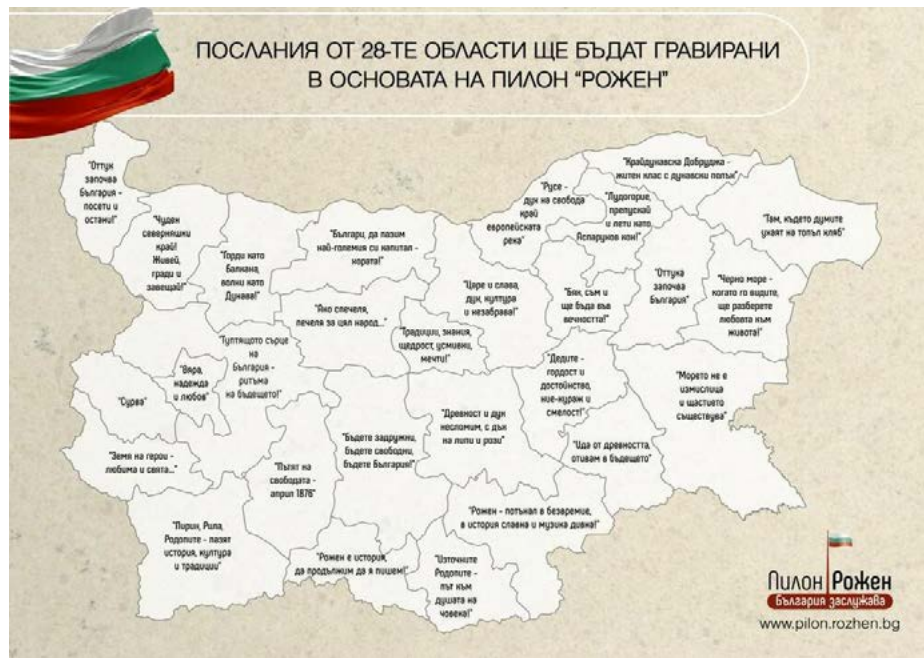 ПОСЛАНИЯ ОТ 28-ТЕ ОБЛАСТИ ЩЕ БЪДАТ ГРАВИРАНИ
В ОСНОВАТА НА ПИЛОН "РОЖЕН"
"Оттук
започва
България -
посети и
остани!"
"Чуден
северняшки
край!
Живей,
гради и
завещай!"
"Горди като
Балкана,
волни като
Дунава!"
"Българи, да пазим
най-големия си капитал -
хората!"
"Русе -
дух на свобода
край
европейската
река"
"Крайдунавска Добруджа -
житен клас с дунавски полъх"
"Лудогорие,
препускай
и лети като
Аспарухов кон!"
"Там, където думите
ухаят на топъл хляб"
"Ако спечеля,
печеля за цял народ..."
"Царе и слава,
дух, култура
и незабрава!"
"Традиции, знания,
щедрост, усмивки,
мечти!"
"Бях, съм и
ще бъда във
вечността!"
"Оттука
започва
България"
"Черно море -
когато го видите,
ще разберете
любовта към
живота!"
"Сурва"
"Вяра,
надежда
и любов"
"Туптящото сърце
на
България -
ритъма
на бъдещето!"
"Дедите -
гордост и
достойнство,
ние-кураж и
смелост!"
"Морето не е
измислица
и щастието
съществува"
"Земя на герои -
любима и свята..."
"Пътят на
свободата -
април 1876"
"Бъдете задружни,
бъдете свободни,
бъдете България!"
"Древност и дух
несломим, с дъх
на липи и рози"
"Ида от древността,
отивам в бъдещето"
"Пирин, Рила,
Родопите - пазят
история, култура
и традиции"
"Рожен е история,
да продължим да я пишем!"
"Източните
Родопите -
път към
душата на
човека!"
"Рожен - потънал в безвремие,
в история славна и музика дивна!"
Пилон Рожен
България заслужава
www.pilon.rozhen.bg